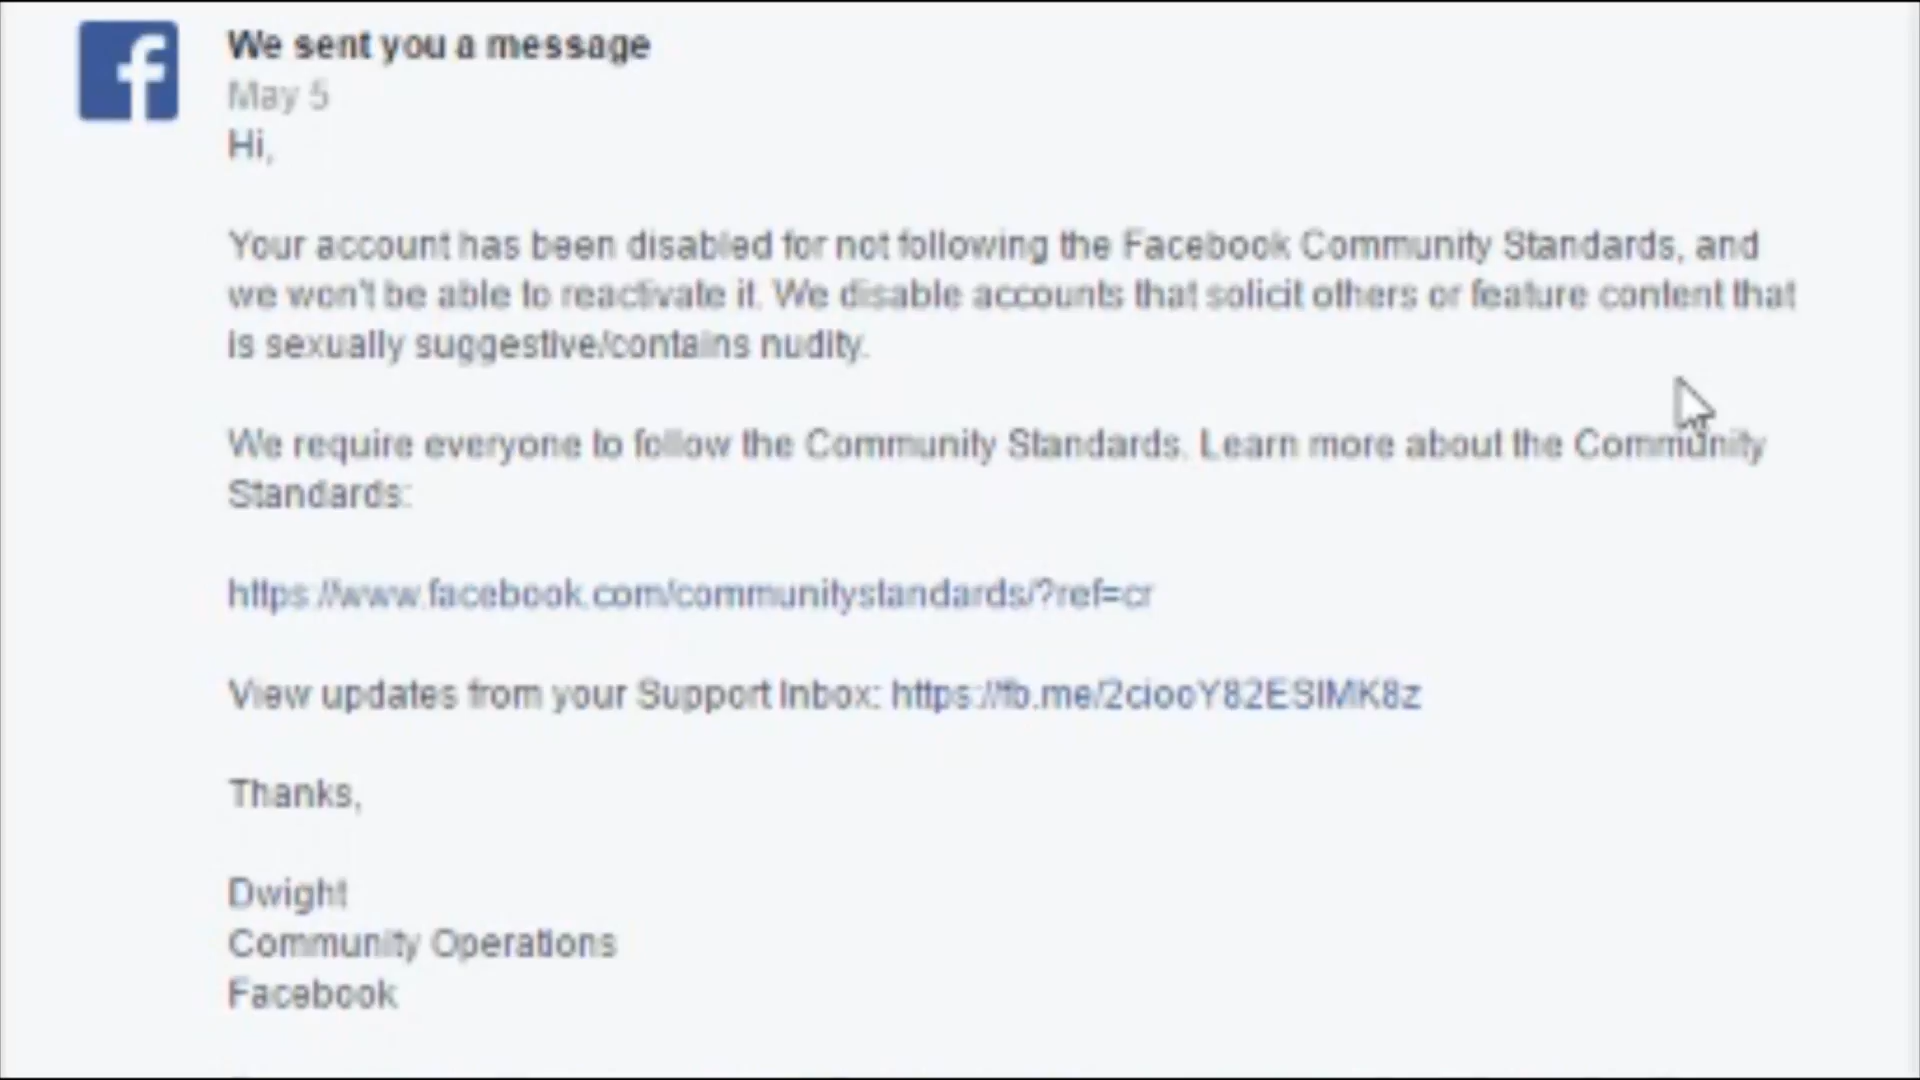 We sent you a message
May 5
Hi,
Your account has been disabled for not following the Facebook Community Standards, and
we won't be able to reactivate it. We disable accounts that solicit others or feature content that
is sexually suggestive/contains nudity.
We require everyone to follow the Community Standards. Learn more about the Community
Standards:
https://www.facebook.com/communitystandards/?ref=cr
View updates from your Support Inbox: https://fb.me/2ciooY82ESIMK8z
Thanks,
Dwight
Community Operations
Facebook